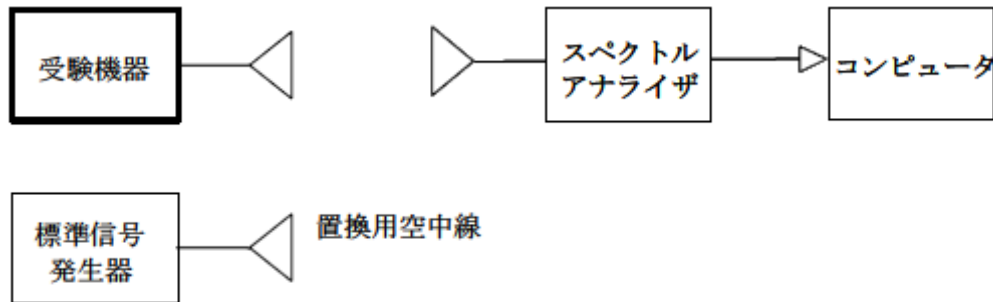 受験機器
スペクトル
アナライザ
コンピュータ
標準信号
発生器
置換用空中線